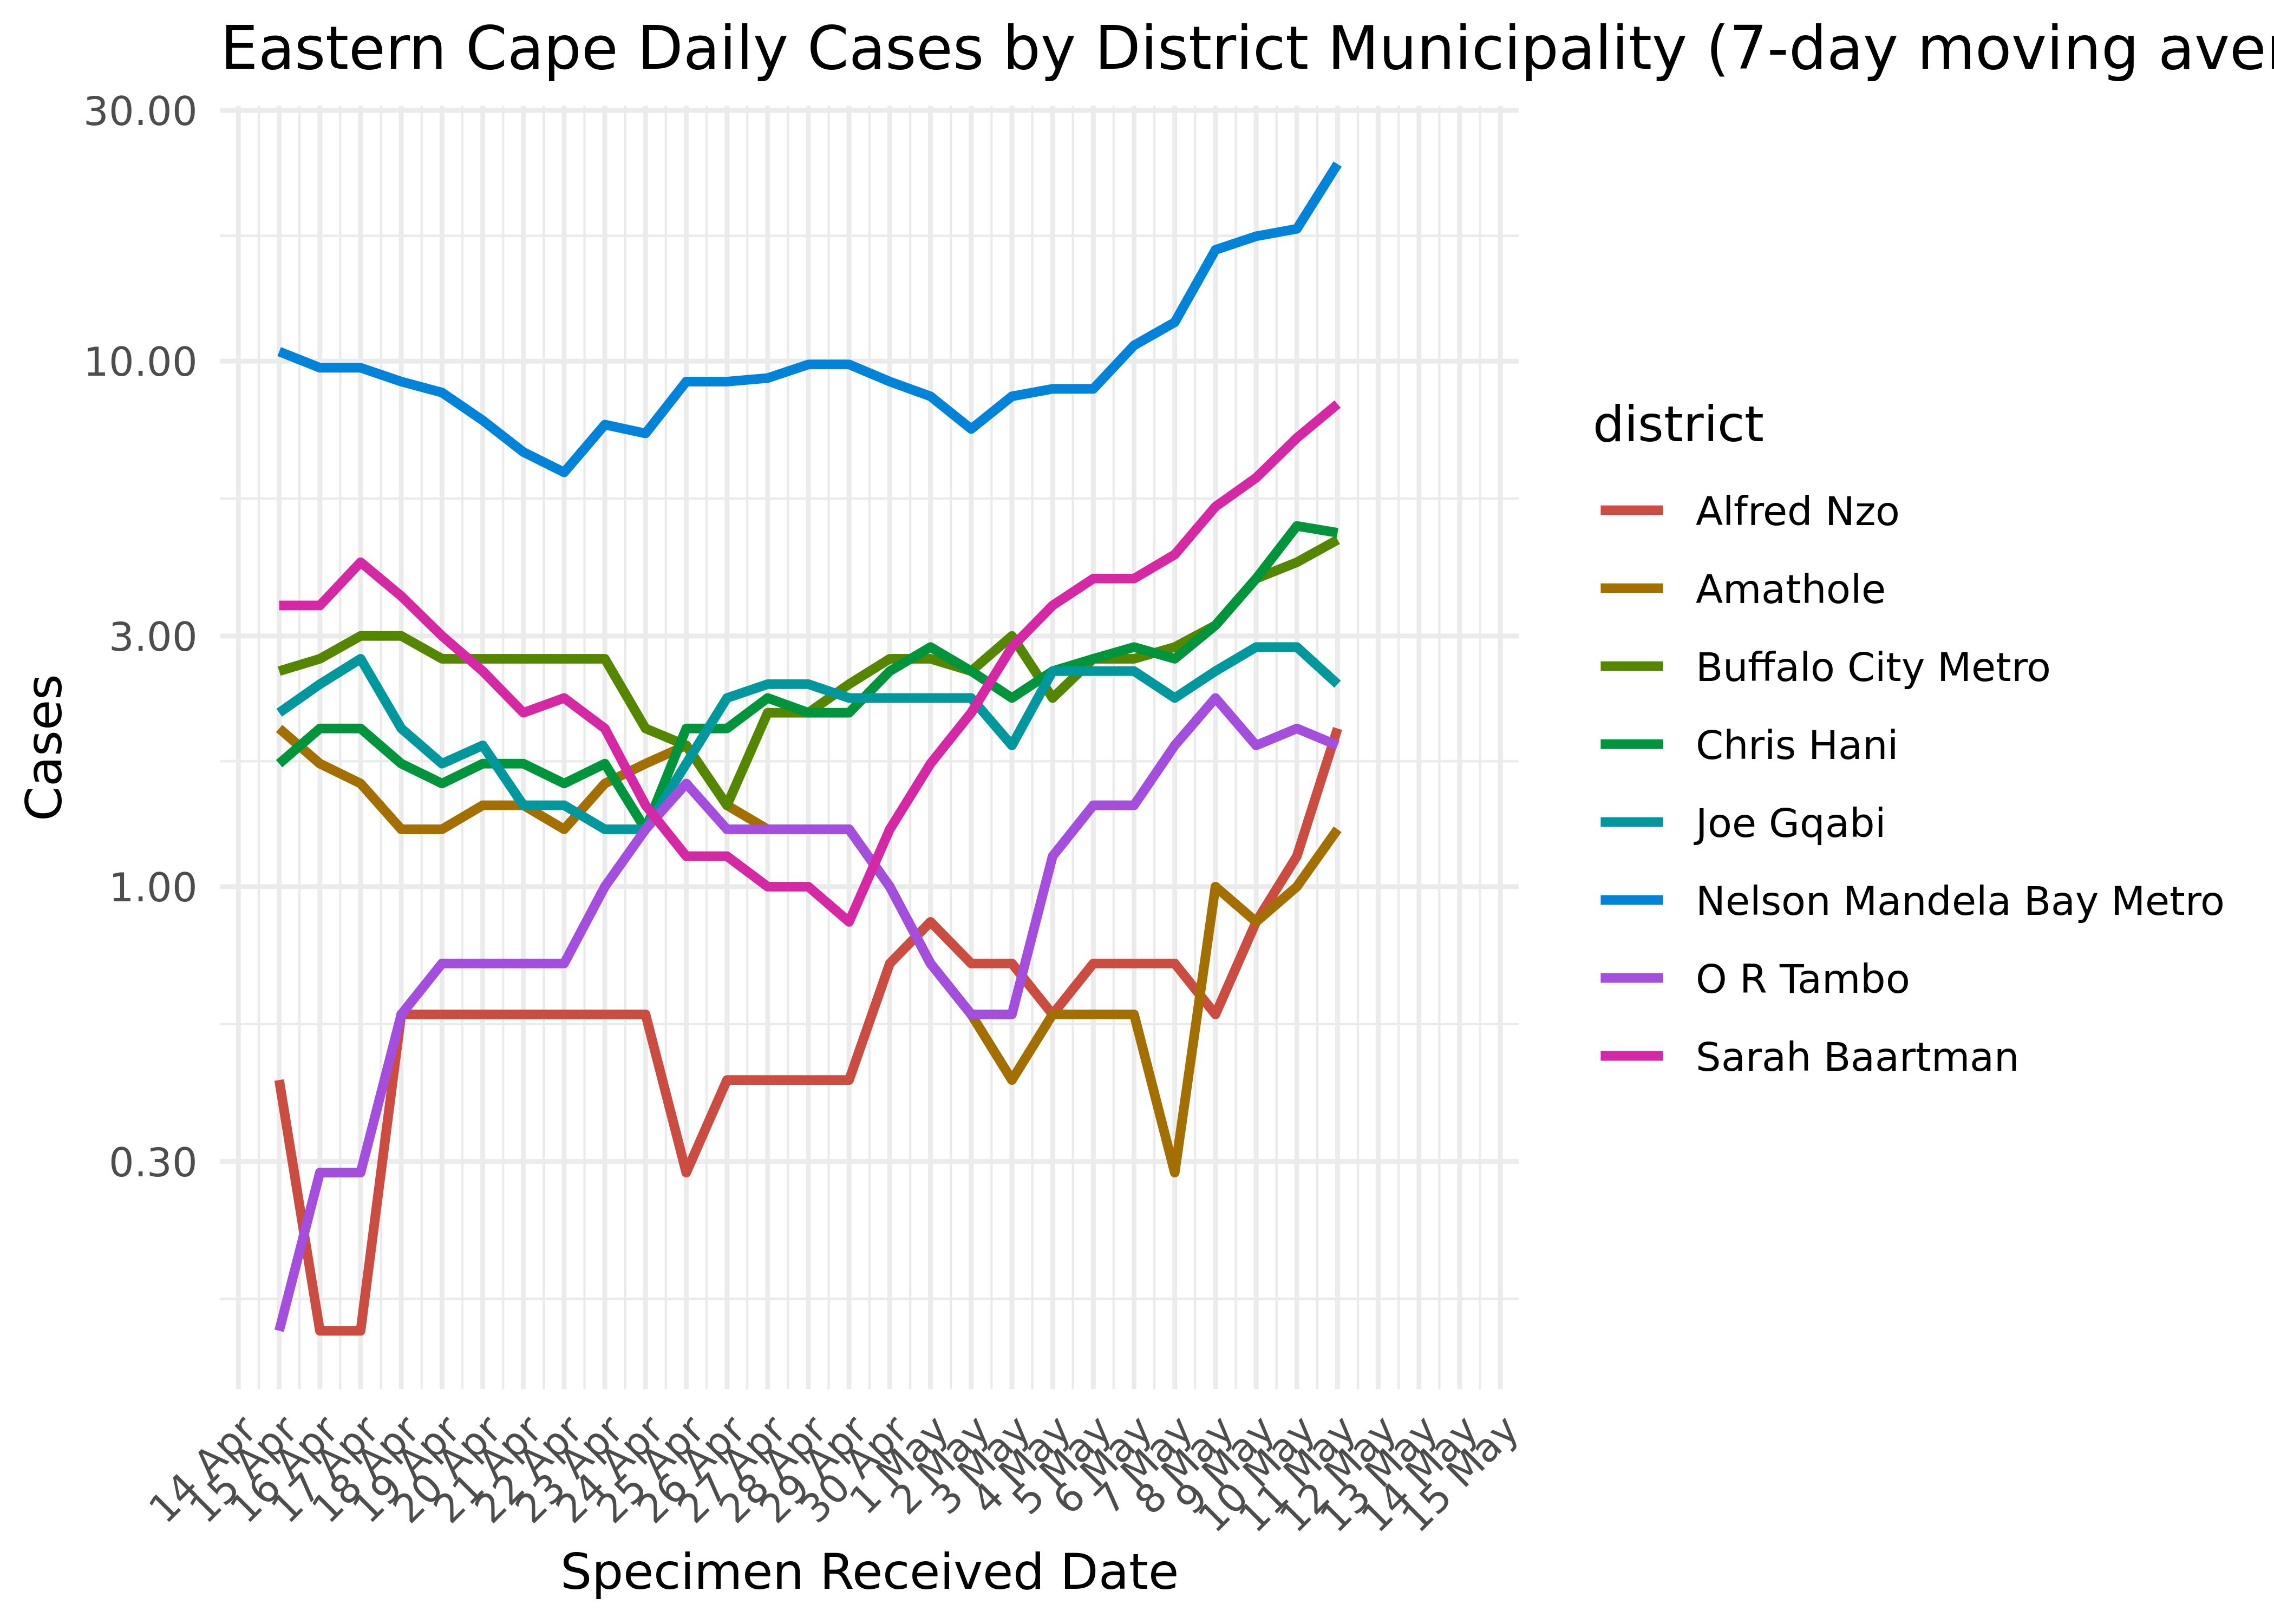 Eastern Cape Daily Cases by District Municipality (7-day moving aver
30.00
10.00
3.00
1.00
0.30
Cases
14 Apr
15 Apr
16 Apr
17 Apr
18 Apr
19 Apr
20 Apr
21 Apr
22 Apr
23 Apr
24 Apr
25 Apr
26 Apr
27 Apr
28 Apr
29 Apr
30 Apr
1 May
2 May
3 May
4 May
5 May
6 May
7 May
8 May
9 May
10 May
11 May
12 May
13 May
14 May
15 May
Specimen Received Date
district
Alfred Nzo
Amathole
Buffalo City Metro
Chris Hani
Joe Gqabi
Nelson Mandela Bay Metro
O R Tambo
Sarah Baartman